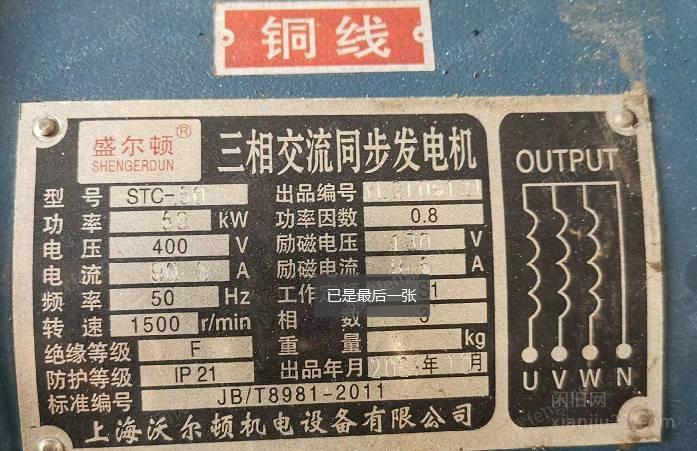 铜线
盛尔顿®
SHENGERDUN
三相交流同步发电机
型号 STC-50 出品编号
功率 50 kW 功率因数 0.8
电压 400 V 励磁电压 V
电流 A 励磁电流 A
频率 50 Hz 工作 S1
转速 1500 r/min 相数 3
绝缘等级 F 重量 kg
防护等级 IP 21 出品年月 年 月
标准编号 JB/T8981-2011
上海沃尔顿机电设备有限公司
OUTPUT
U V W N
已是最后一张
闲旧网